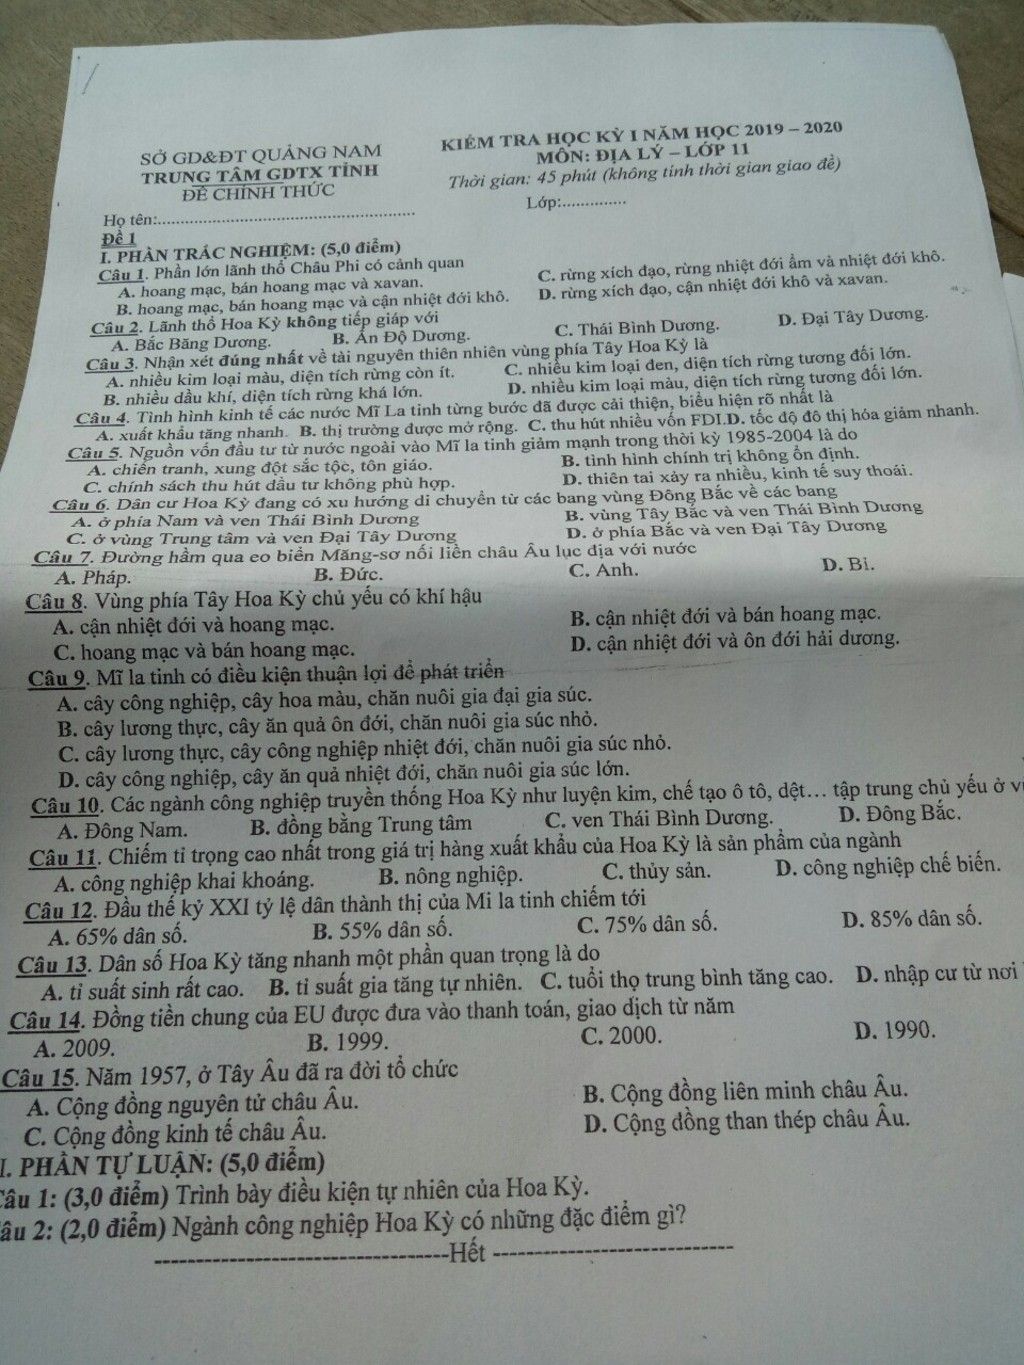 SỞ GD&ĐT QUẢNG NAM
TRUNG TÂM GDTX TỈNH
ĐỀ CHÍNH THỨC
KIỂM TRA HỌC KỲ I NĂM HỌC 2019 – 2020
MÔN: ĐỊA LÝ – LỚP 11
Thời gian: 45 phút (không tính thời gian giao đề)
Họ tên:.................................................... Lớp:..............
Đề 1
I. PHẦN TRẮC NGHIỆM: (5,0 điểm)
Câu 1. Phần lớn lãnh thổ Châu Phi có cảnh quan
A. hoang mạc, bán hoang mạc và xavan. C. rừng xích đạo, rừng nhiệt đới ẩm và nhiệt đới khô.
B. hoang mạc, bán hoang mạc và cận nhiệt đới khô. D. rừng xích đạo, cận nhiệt đới khô và xavan.
Câu 2. Lãnh thổ Hoa Kỳ không tiếp giáp với
A. Bắc Băng Dương. B. Ấn Độ Dương. C. Thái Bình Dương. D. Đại Tây Dương.
Câu 3. Nhận xét đúng nhất về tài nguyên thiên nhiên vùng phía Tây Hoa Kỳ là
A. nhiều kim loại màu, diện tích rừng còn ít. C. nhiều kim loại đen, diện tích rừng tương đối lớn.
B. nhiều dầu khí, diện tích rừng khá lớn. D. nhiều kim loại màu, diện tích rừng tương đối lớn.
Câu 4. Tình hình kinh tế các nước Mĩ La tinh từng bước đã được cải thiện, biểu hiện rõ nhất là
A. xuất khẩu tăng nhanh. B. thị trường được mở rộng. C. thu hút nhiều vốn FDI.D. tốc độ đô thị hóa giảm nhanh.
Câu 5. Nguồn vốn đầu tư từ nước ngoài vào Mĩ la tinh giảm mạnh trong thời kỳ 1985-2004 là do
A. chiến tranh, xung đột sắc tộc, tôn giáo. B. tình hình chính trị không ổn định.
C. chính sách thu hút đầu tư không phù hợp. D. thiên tai xảy ra nhiều, kinh tế suy thoái.
Câu 6. Dân cư Hoa Kỳ đang có xu hướng di chuyển từ các bang vùng Đông Bắc về các bang
A. ở phía Nam và ven Thái Bình Dương B. vùng Tây Bắc và ven Thái Bình Dương
C. ở vùng Trung tâm và ven Đại Tây Dương D. ở phía Bắc và ven Đại Tây Dương
Câu 7. Đường hầm qua eo biển Măng-sơ nối liền châu Âu lục địa với nước
A. Pháp. B. Đức. C. Anh. D. Bỉ.
Câu 8. Vùng phía Tây Hoa Kỳ chủ yếu có khí hậu
A. cận nhiệt đới và hoang mạc. B. cận nhiệt đới và bán hoang mạc.
C. hoang mạc và bán hoang mạc. D. cận nhiệt đới và ôn đới hải dương.
Câu 9. Mĩ la tinh có điều kiện thuận lợi để phát triển
A. cây công nghiệp, cây hoa màu, chăn nuôi gia đại gia súc.
B. cây lương thực, cây ăn quả ôn đới, chăn nuôi gia súc nhỏ.
C. cây lương thực, cây công nghiệp nhiệt đới, chăn nuôi gia súc nhỏ.
D. cây công nghiệp, cây ăn quả nhiệt đới, chăn nuôi gia súc lớn.
Câu 10. Các ngành công nghiệp truyền thống Hoa Kỳ như luyện kim, chế tạo ô tô, dệt… tập trung chủ yếu ở
A. Đông Nam. B. đồng bằng Trung tâm C. ven Thái Bình Dương. D. Đông Bắc.
Câu 11. Chiếm tỉ trọng cao nhất trong giá trị hàng xuất khẩu của Hoa Kỳ là sản phẩm của ngành
A. công nghiệp khai khoáng. B. nông nghiệp. C. thủy sản. D. công nghiệp chế biến.
Câu 12. Đầu thế kỷ XXI tỷ lệ dân thành thị của Mi la tinh chiếm tới
A. 65% dân số. B. 55% dân số. C. 75% dân số. D. 85% dân số.
Câu 13. Dân số Hoa Kỳ tăng nhanh một phần quan trọng là do
A. tỉ suất sinh rất cao. B. tỉ suất gia tăng tự nhiên. C. tuổi thọ trung bình tăng cao. D. nhập cư từ nơi
Câu 14. Đồng tiền chung của EU được đưa vào thanh toán, giao dịch từ năm
A. 2009. B. 1999. C. 2000. D. 1990.
Câu 15. Năm 1957, ở Tây Âu đã ra đời tổ chức
A. Cộng đồng nguyên tử châu Âu. B. Cộng đồng liên minh châu Âu.
C. Cộng đồng kinh tế châu Âu. D. Cộng đồng than thép châu Âu.
I. PHẦN TỰ LUẬN: (5,0 điểm)
Câu 1: (3,0 điểm) Trình bày điều kiện tự nhiên của Hoa Kỳ.
âu 2: (2,0 điểm) Ngành công nghiệp Hoa Kỳ có những đặc điểm gì?
-----------------------------Hết -----------------------------